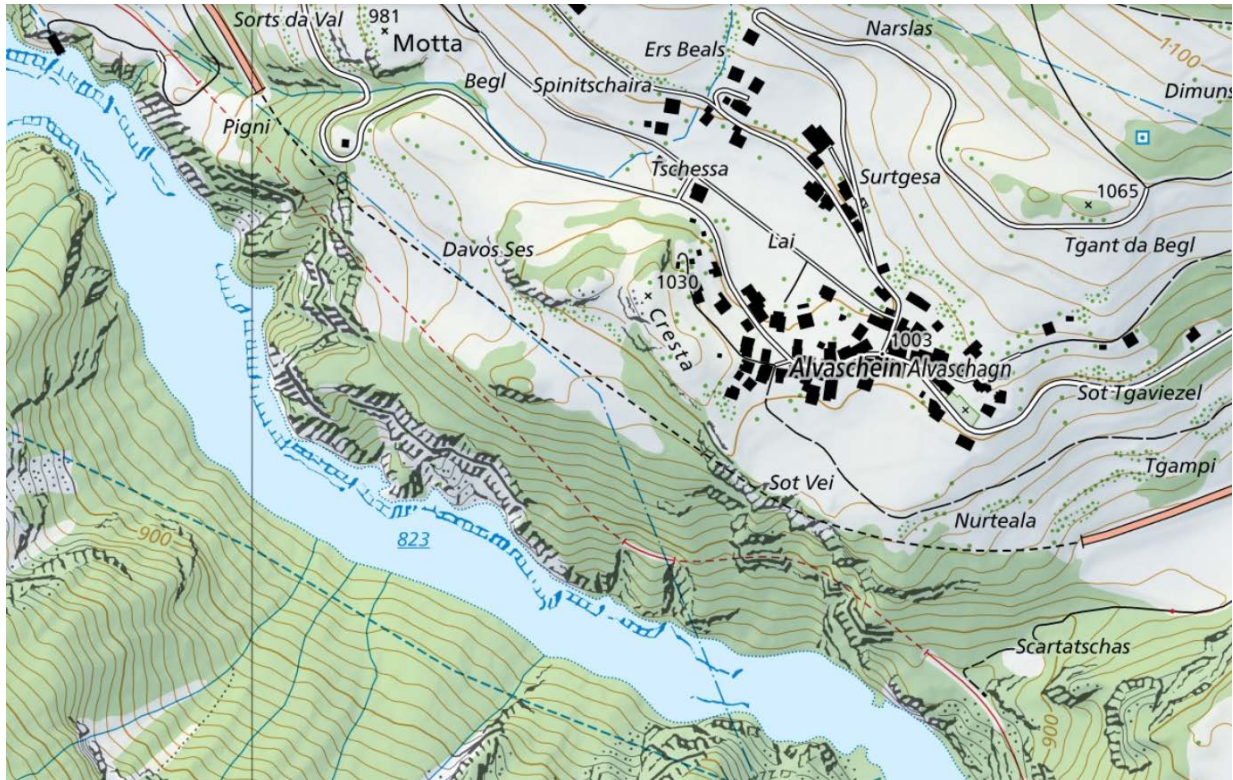 Sorts da Val
981
Motta
Ers Beals
Narslas
1100
Begl
Spinitschaira
Dimuns
Pigni
Tschessa
Surtgesa
1065
Lai
Tgant da Begl
Davos Ses
1030
Cresta
1003
Alvaschein Alvaschagn
Sot Tgaviezel
Tgampi
Sot Vei
Nurteala
900
823
Scartatschas
900